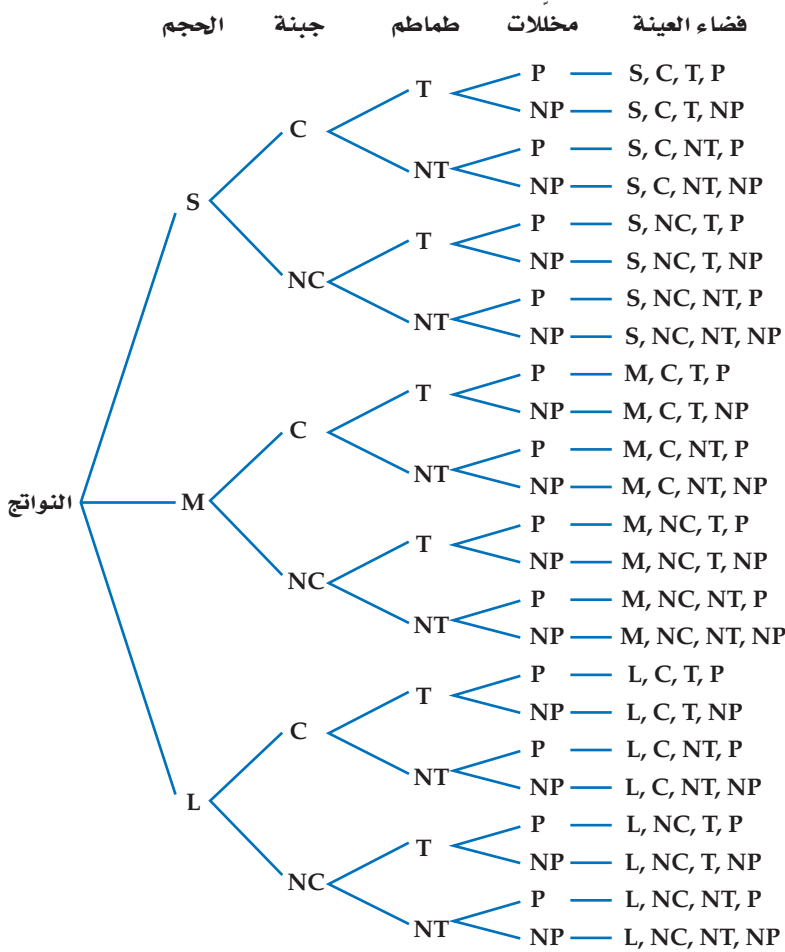 الحجم جبنة طماطم مخلّلات فضاء العينة
P S, C, T, P
T
NP S, C, T, NP
C
P S, C, NT, P
NT
NP S, C, NT, NP
S
P S, NC, T, P
T
NP S, NC, T, NP
NC
P S, NC, NT, P
NT
NP S, NC, NT, NP
P M, C, T, P
T
NP M, C, T, NP
C
P M, C, NT, P
NT
NP M, C, NT, NP
النواتج M
P M, NC, T, P
T
NP M, NC, T, NP
NC
P M, NC, NT, P
NT
NP M, NC, NT, NP
P L, C, T, P
T
NP L, C, T, NP
C
P L, C, NT, P
NT
NP L, C, NT, NP
L
P L, NC, T, P
T
NP L, NC, T, NP
NC
P L, NC, NT, P
NT
NP L, NC, NT, NP